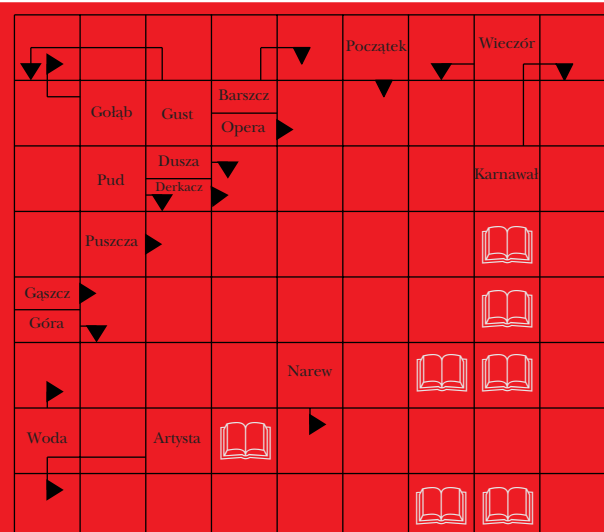 Początek
Wieczór
Gołąb
Gust
Barszcz
Opera
Pud
Dusza
Derkacz
Karnawał
Puszcza
Gąszcz
Góra
Narew
Woda
Artysta